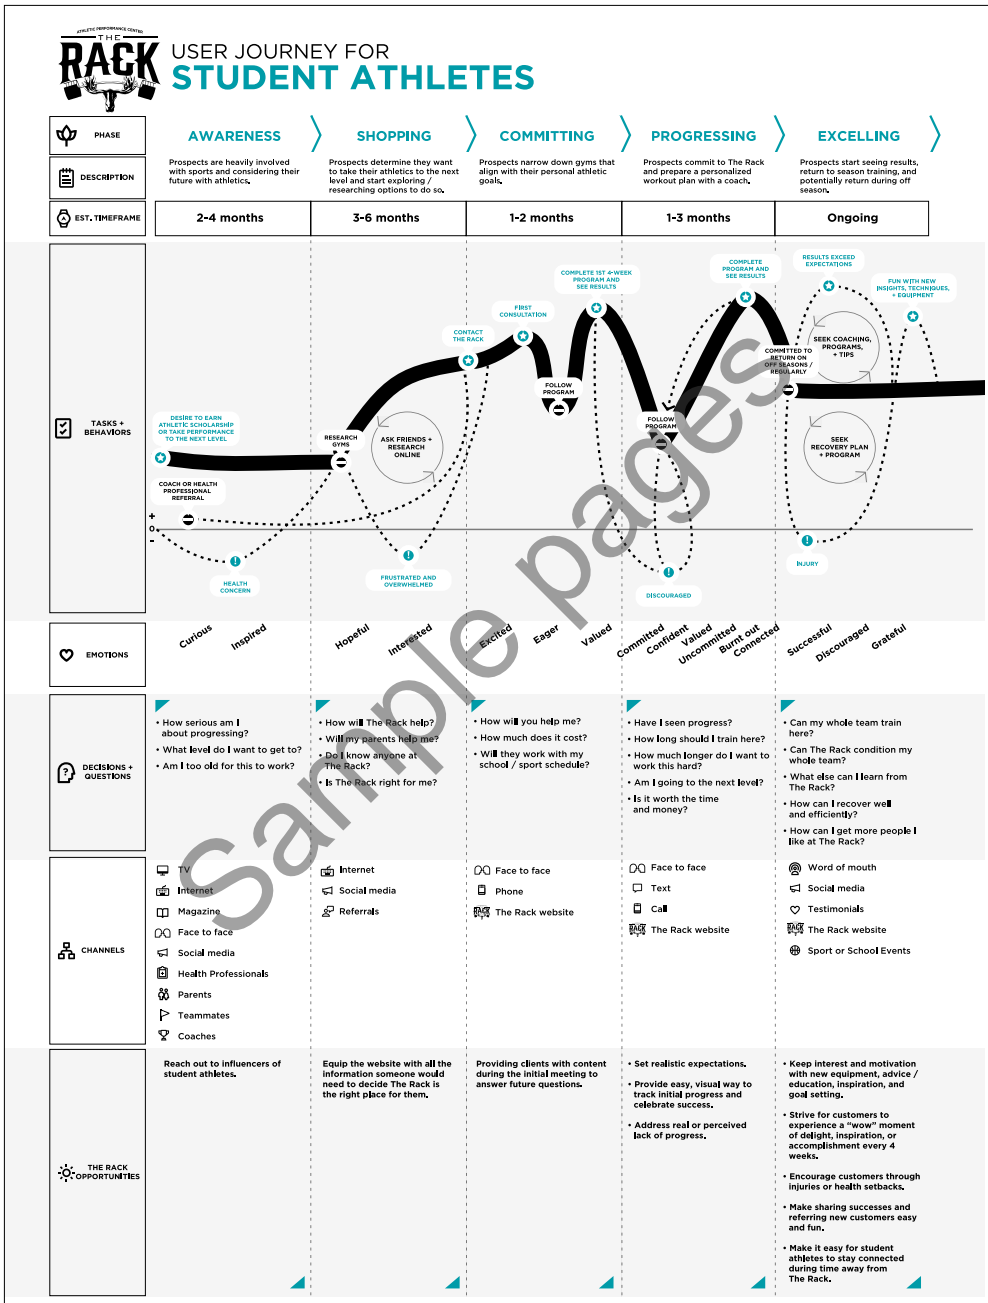 ATHLETIC PERFORMANCE CENTER
THE
RACK
USER JOURNEY FOR
STUDENT ATHLETES
PHASE
AWARENESS
SHOPPING
COMMITTING
PROGRESSING
EXCELLING
DESCRIPTION
Prospects are heavily involved
with sports and considering their
future with athletics.
Prospects determine they want
to take their athletics to the next
level and start exploring /
researching options to do so.
Prospects narrow down gyms that
align with their personal athletic
goals.
Prospects commit to The Rack
and prepare a personalized
workout plan with a coach.
Prospects start seeing results,
return to season training, and
potentially return during off
season.
EST. TIMEFRAME
2-4 months
3-6 months
1-2 months
1-3 months
Ongoing
TASKS +
BEHAVIORS
DESIRE TO EARN
ATHLETIC SCHOLARSHIP
OR TAKE PERFORMANCE
TO THE NEXT LEVEL
COACH OR HEALTH
PROFESSIONAL
REFERRAL
+
0
-
HEALTH
CONCERN
RESEARCH
GYMS
ASK FRIENDS +
RESEARCH
ONLINE
FRUSTRATED AND
OVERWHELMED
CONTACT
THE RACK
FIRST
CONSULTATION
FOLLOW
PROGRAM
COMPLETE 1ST 4-WEEK
PROGRAM AND
SEE RESULTS
FOLLOW
PROGRAM
DISCOURAGED
COMPLETE
PROGRAM AND
SEE RESULTS
COMMITTED TO
RETURN ON
OFF SEASONS /
REGULARLY
RESULTS EXCEED
EXPECTATIONS
SEEK COACHING,
PROGRAMS,
+ TIPS
FUN WITH NEW
INSIGHTS, TECHNIQUES,
+ EQUIPMENT
SEEK
RECOVERY PLAN
+ PROGRAM
INJURY
EMOTIONS
Curious
Inspired
Hopeful
Interested
Excited
Eager
Valued
Committed
Confident
Valued
Uncommitted
Burnt out
Connected
Successful
Discouraged
Grateful
DECISIONS +
QUESTIONS
• How serious am I
about progressing?
• What level do I want to get to?
• Am I too old for this to work?
• How will The Rack help?
• Will my parents help me?
• Do I know anyone at
The Rack?
• Is The Rack right for me?
• How will you help me?
• How much does it cost?
• Will they work with my
school / sport schedule?
• Have I seen progress?
• How long should I train here?
• How much longer do I want to
work this hard?
• Am I going to the next level?
• Is it worth the time
and money?
• Can my whole team train
here?
• Can The Rack condition my
whole team?
• What else can I learn from
The Rack?
• How can I recover well
and efficiently?
• How can I get more people I
like at The Rack?
CHANNELS
TV
Internet
Magazine
Face to face
Social media
Health Professionals
Parents
Teammates
Coaches
Internet
Social media
Referrals
Face to face
Phone
RACK The Rack website
Face to face
Text
Call
RACK The Rack website
Word of mouth
Social media
Testimonials
RACK The Rack website
Sport or School Events
THE RACK
OPPORTUNITIES
Reach out to influencers of
student athletes.
Equip the website with all the
information someone would
need to decide The Rack is
the right place for them.
Providing clients with content
during the initial meeting to
answer future questions.
• Set realistic expectations.
• Provide easy, visual way to
track initial progress and
celebrate success.
• Address real or perceived
lack of progress.
• Keep interest and motivation
with new equipment, advice /
education, inspiration, and
goal setting.
• Strive for customers to
experience a “wow” moment
of delight, inspiration, or
accomplishment every 4
weeks.
• Encourage customers through
injuries or health setbacks.
• Make sharing successes and
referring new customers easy
and fun.
• Make it easy for student
athletes to stay connected
during time away from
The Rack.
Sample pages